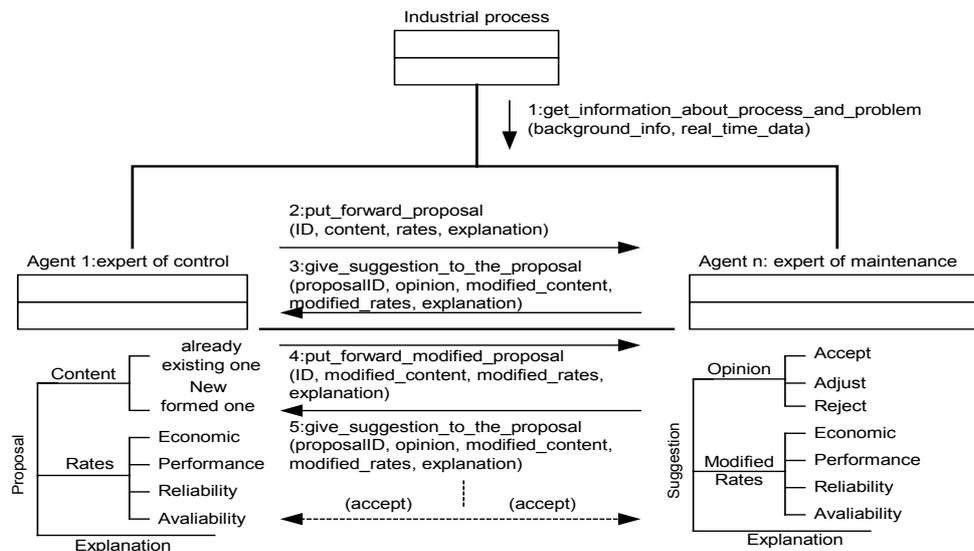 Industrial process
1:get_information_about_process_and_problem
(background_info, real_time_data)
2:put_forward_proposal
(ID, content, rates, explanation)
Agent 1:expert of control
3:give_suggestion_to_the_proposal
(proposalID, opinion, modified_content,
modified_rates, explanation)
Agent n: expert of maintenance
4:put_forward_modified_proposal
(ID, modified_content, modified_rates,
explanation)
5:give_suggestion_to_the_proposal
(proposalID, opinion, modified_content,
modified_rates, explanation)
(accept)
(accept)
Proposal
Content
already
existing one
New
formed one
Rates
Economic
Performance
Reliability
Avaliability
Explanation
Suggestion
Opinion
Accept
Adjust
Reject
Modified
Rates
Economic
Performance
Reliability
Avaliability
Explanation